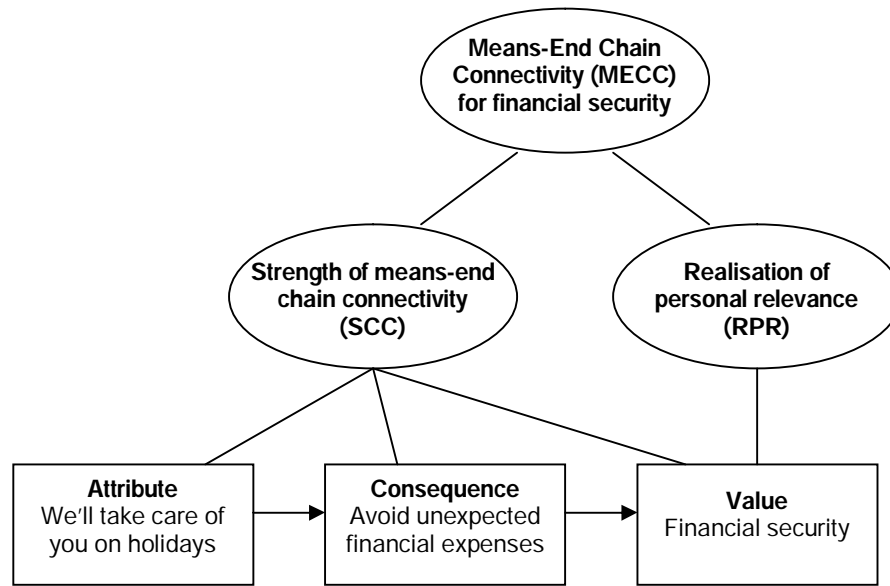 Means-End Chain
Connectivity (MECC)
for financial security
Strength of means-end
chain connectivity
(SCC)
Realisation of
personal relevance
(RPR)
Attribute
We'll take care of
you on holidays
Consequence
Avoid unexpected
financial expenses
Value
Financial security